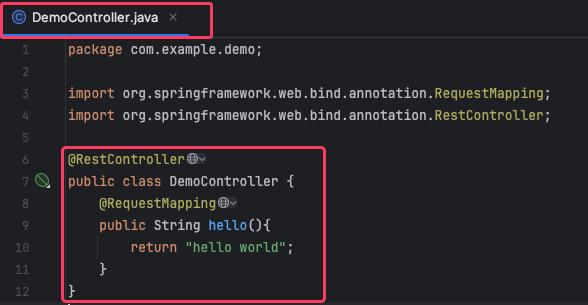 DemoController.java
1 package com.example.demo;
2
3 import org.springframework.web.bind.annotation.RequestMapping;
4 import org.springframework.web.bind.annotation.RestController;
5
6 @RestController
7 public class DemoController {
8 @RequestMapping
9 public String hello(){
10 return "hello world";
11 }
12 }